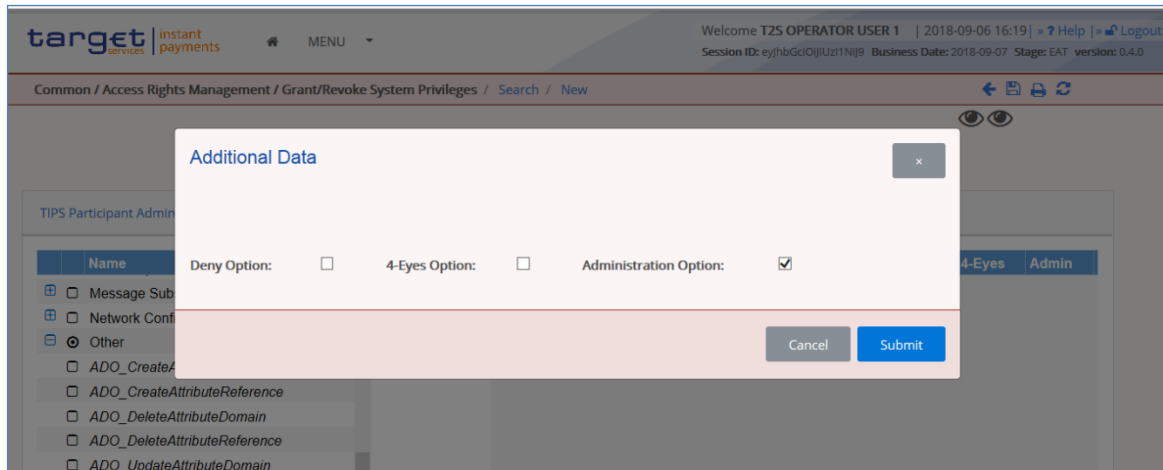 target services | instant payments
MENU
Welcome T2S OPERATOR USER 1 | 2018-09-06 16:19 | » ? Help | » Logout
Session ID: eyJhbGciOiJIUzI1NiJ9 Business Date: 2018-09-07 Stage: EAT version: 0.4.0
Common / Access Rights Management / Grant/Revoke System Privileges / Search / New
Additional Data
×
TIPS Participant Admin
Deny Option:
4-Eyes Option:
Administration Option:
Name
4-Eyes
Admin
Message Sub
Network Conf
Other
Cancel
Submit
ADO_CreateA
ADO_CreateAttributeReference
ADO_DeleteAttributeDomain
ADO_DeleteAttributeReference
ADO_UpdateAttributeDomain